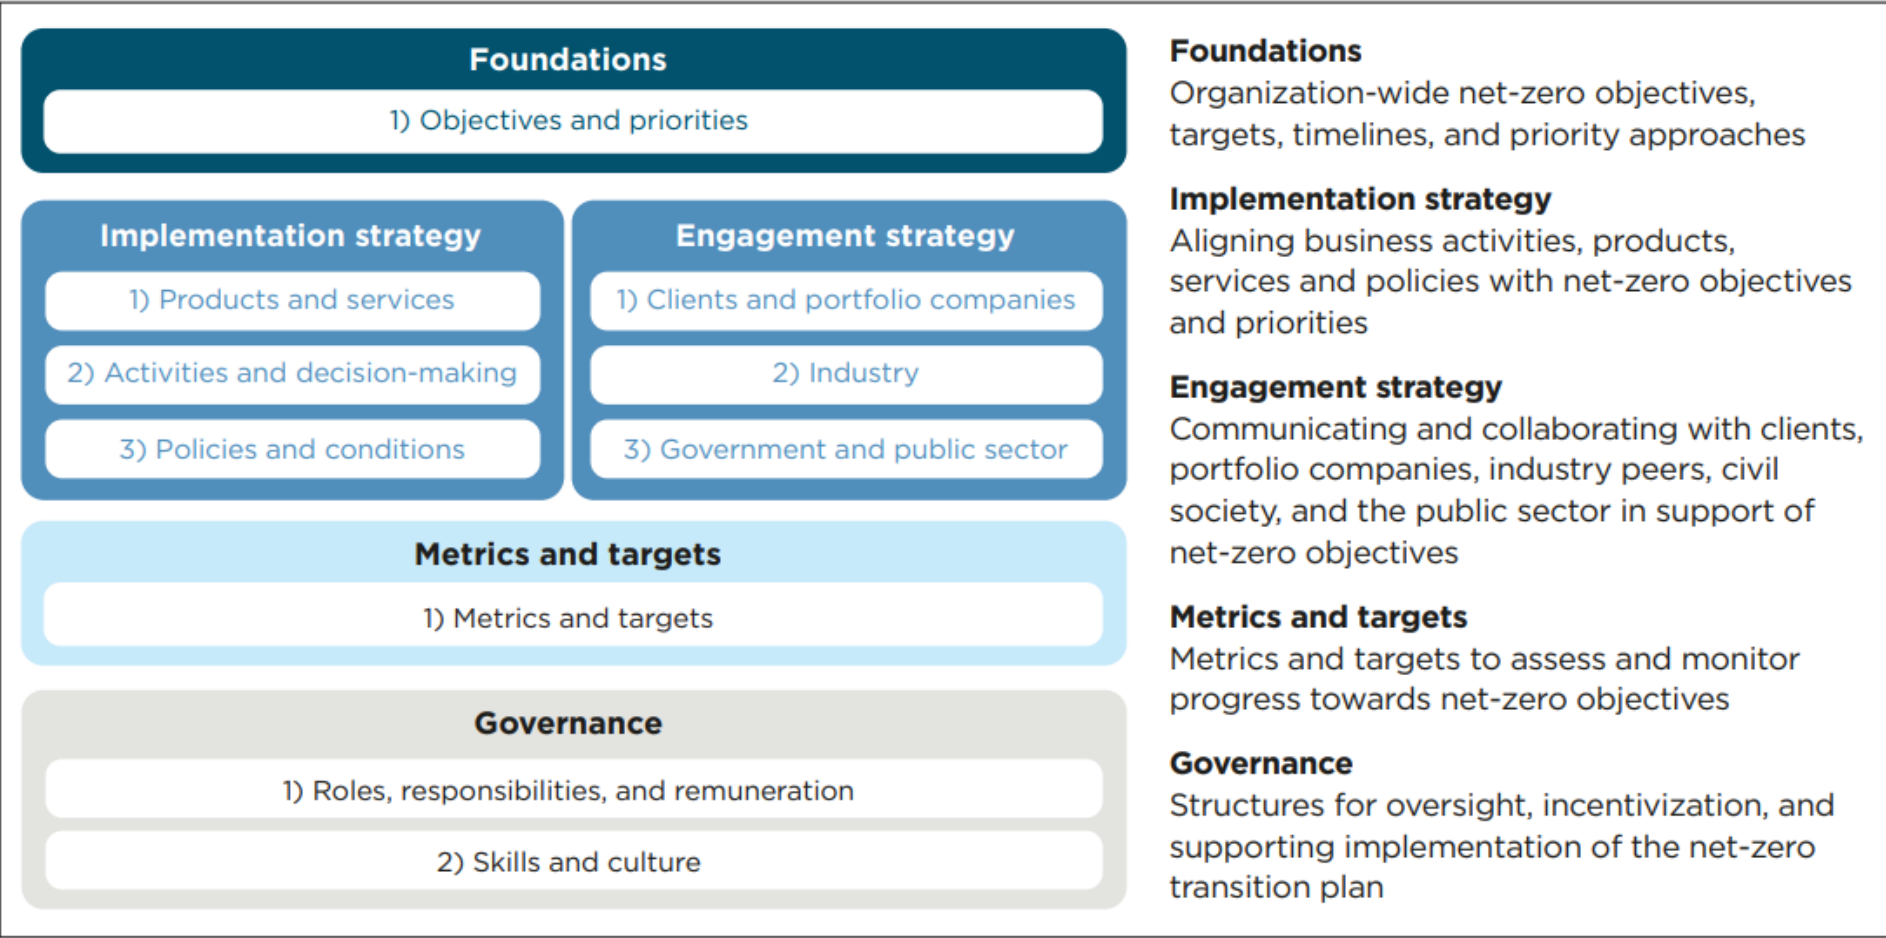 Foundations
1) Objectives and priorities
Implementation strategy
1) Products and services
2) Activities and decision-making
3) Policies and conditions
Engagement strategy
1) Clients and portfolio companies
2) Industry
3) Government and public sector
Metrics and targets
1) Metrics and targets
Governance
1) Roles, responsibilities, and remuneration
2) Skills and culture
Foundations
Organization-wide net-zero objectives,
targets, timelines, and priority approaches
Implementation strategy
Aligning business activities, products,
services and policies with net-zero objectives
and priorities
Engagement strategy
Communicating and collaborating with clients,
portfolio companies, industry peers, civil
society, and the public sector in support of
net-zero objectives
Metrics and targets
Metrics and targets to assess and monitor
progress towards net-zero objectives
Governance
Structures for oversight, incentivization, and
supporting implementation of the net-zero
transition plan